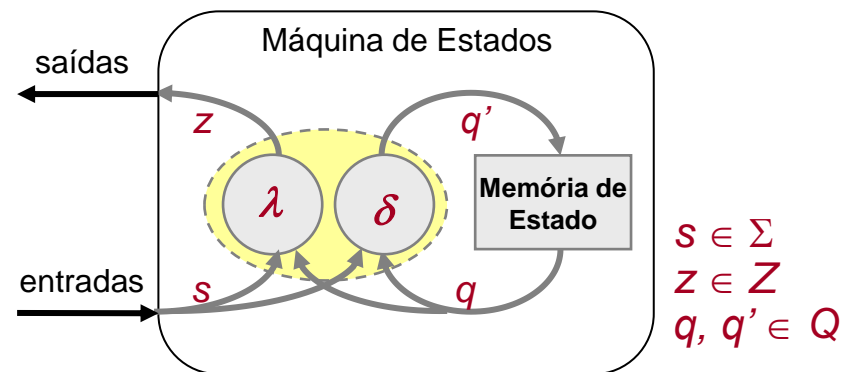 Máquina de Estados
saídas
z
q’
λ
δ
Memória de
Estado
entradas
s
q
s ∈ Σ
z ∈ Z
q, q’ ∈ Q